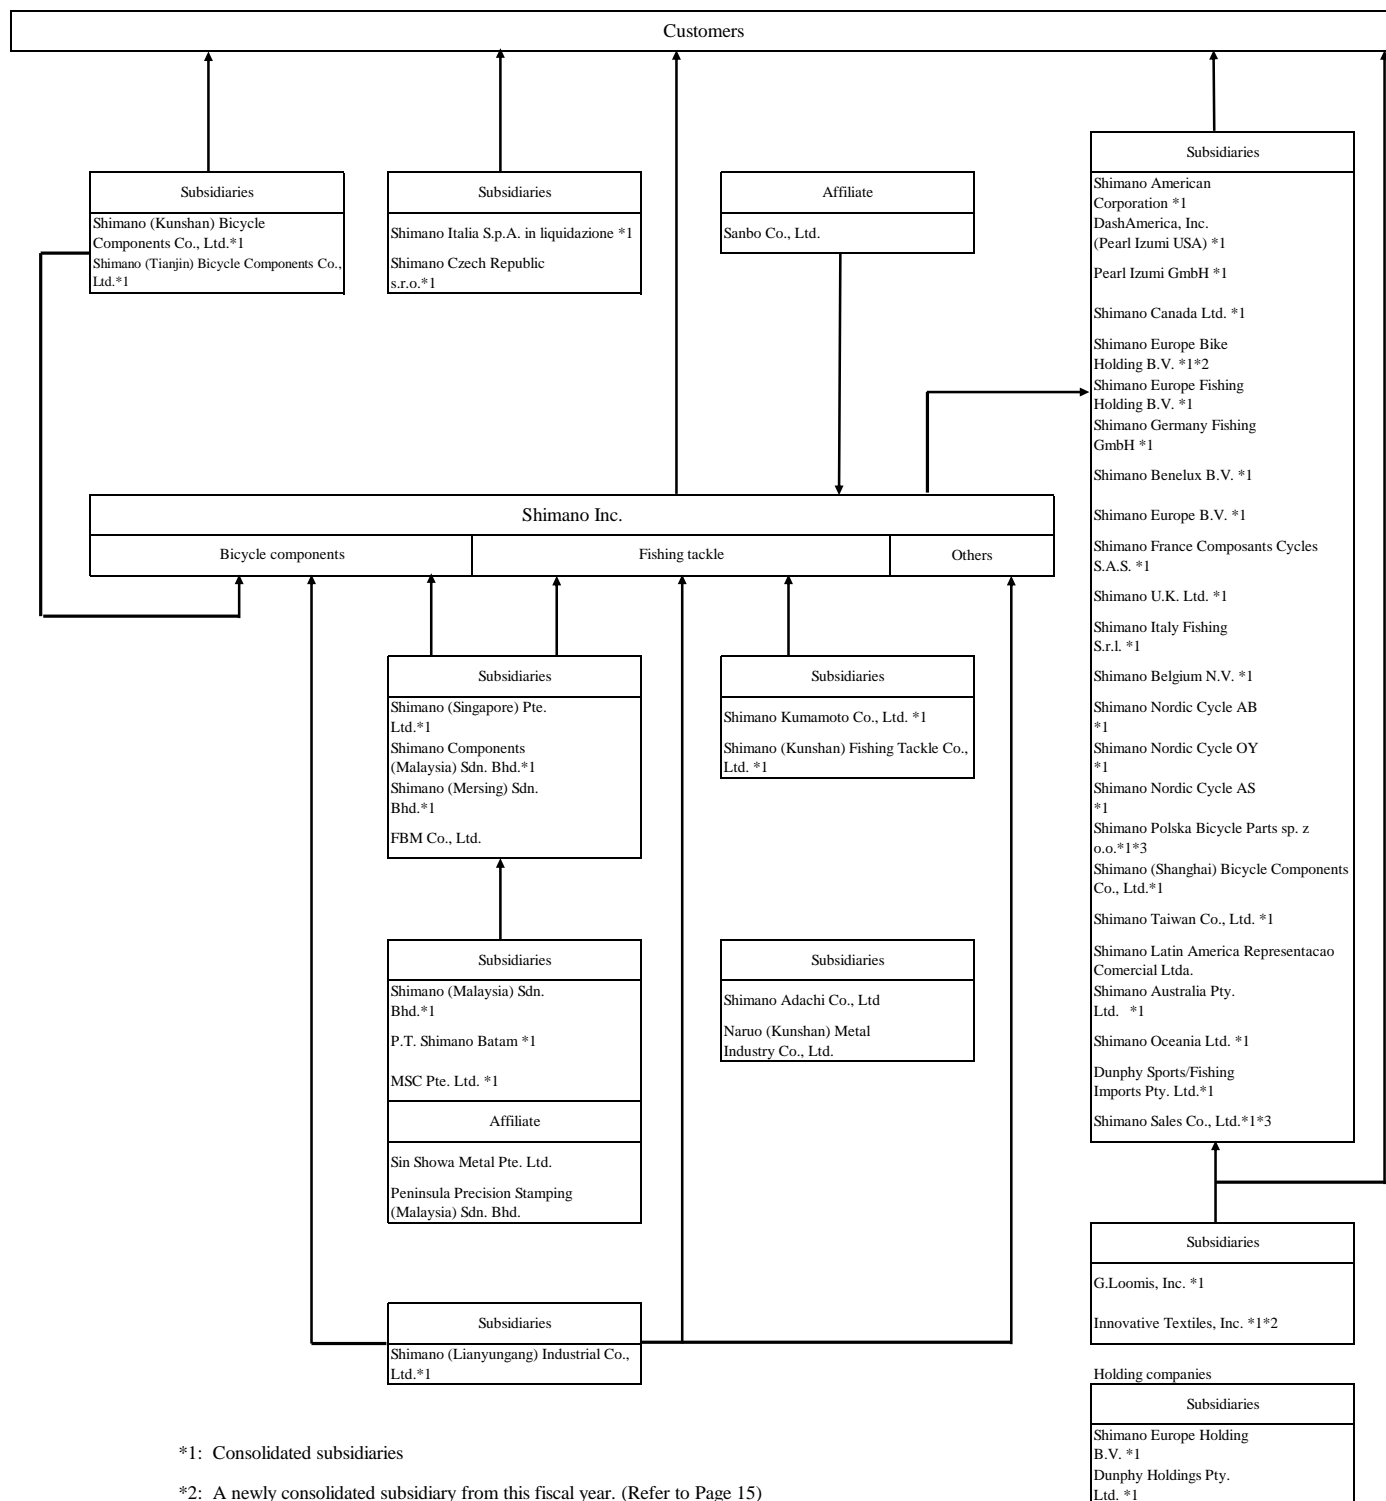 Customers
Subsidiaries
Shimano (Kunshan) Bicycle
Components Co., Ltd.*1
Shimano (Tianjin) Bicycle Components Co.,
Ltd.*1
Subsidiaries
Shimano Italia S.p.A. in liquidazione *1
Shimano Czech Republic
s.r.o.*1
Affiliate
Sanbo Co., Ltd.
Subsidiaries
Shimano American
Corporation *1
DashAmerica, Inc.
(Pearl Izumi USA) *1
Pearl Izumi GmbH *1
Shimano Canada Ltd. *1
Shimano Europe Bike
Holding B.V. *1*2
Shimano Europe Fishing
Holding B.V. *1
Shimano Germany Fishing
GmbH *1
Shimano Benelux B.V. *1
Shimano Europe B.V. *1
Shimano France Composants Cycles
S.A.S. *1
Shimano U.K. Ltd. *1
Shimano Italy Fishing
S.r.l. *1
Shimano Belgium N.V. *1
Shimano Nordic Cycle AB
*1
Shimano Nordic Cycle OY
*1
Shimano Nordic Cycle AS
*1
Shimano Polska Bicycle Parts sp. z
o.o.*1*3
Shimano (Shanghai) Bicycle Components
Co., Ltd.*1
Shimano Taiwan Co., Ltd. *1
Shimano Latin America Representacao
Comercial Ltda.
Shimano Australia Pty.
Ltd. *1
Shimano Oceania Ltd. *1
Dunphy Sports/Fishing
Imports Pty. Ltd.*1
Shimano Sales Co., Ltd.*1*3
Shimano Inc.
Bicycle components
Fishing tackle
Others
Subsidiaries
Shimano (Singapore) Pte.
Ltd.*1
Shimano Components
(Malaysia) Sdn. Bhd.*1
Shimano (Mersing) Sdn.
Bhd.*1
FBM Co., Ltd.
Subsidiaries
Shimano Kumamoto Co., Ltd. *1
Shimano (Kunshan) Fishing Tackle Co.,
Ltd. *1
Subsidiaries
Shimano (Malaysia) Sdn.
Bhd.*1
P.T. Shimano Batam *1
MSC Pte. Ltd. *1
Affiliate
Sin Showa Metal Pte. Ltd.
Peninsula Precision Stamping
(Malaysia) Sdn. Bhd.
Subsidiaries
Shimano Adachi Co., Ltd
Naruo (Kunshan) Metal
Industry Co., Ltd.
Subsidiaries
G.Loomis, Inc. *1
Innovative Textiles, Inc. *1*2
Subsidiaries
Shimano (Lianyungang) Industrial Co.,
Ltd.*1
Holding companies
Subsidiaries
Shimano Europe Holding
B.V. *1
Dunphy Holdings Pty.
Ltd. *1
*1: Consolidated subsidiaries
*2: A newly consolidated subsidiary from this fiscal year. (Refer to Page 15)